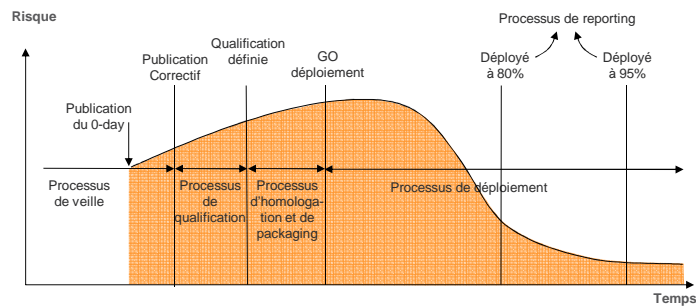 Risque
Processus de reporting
Publication
Correctif
Qualification
définie
GO
déploiement
Déployé
à 80%
Déployé
à 95%
Publication
du 0-day
Processus
de veille
Processus
de
qualification
Processus
d'homologa-
tion et de
packaging
Processus de déploiement
Temps